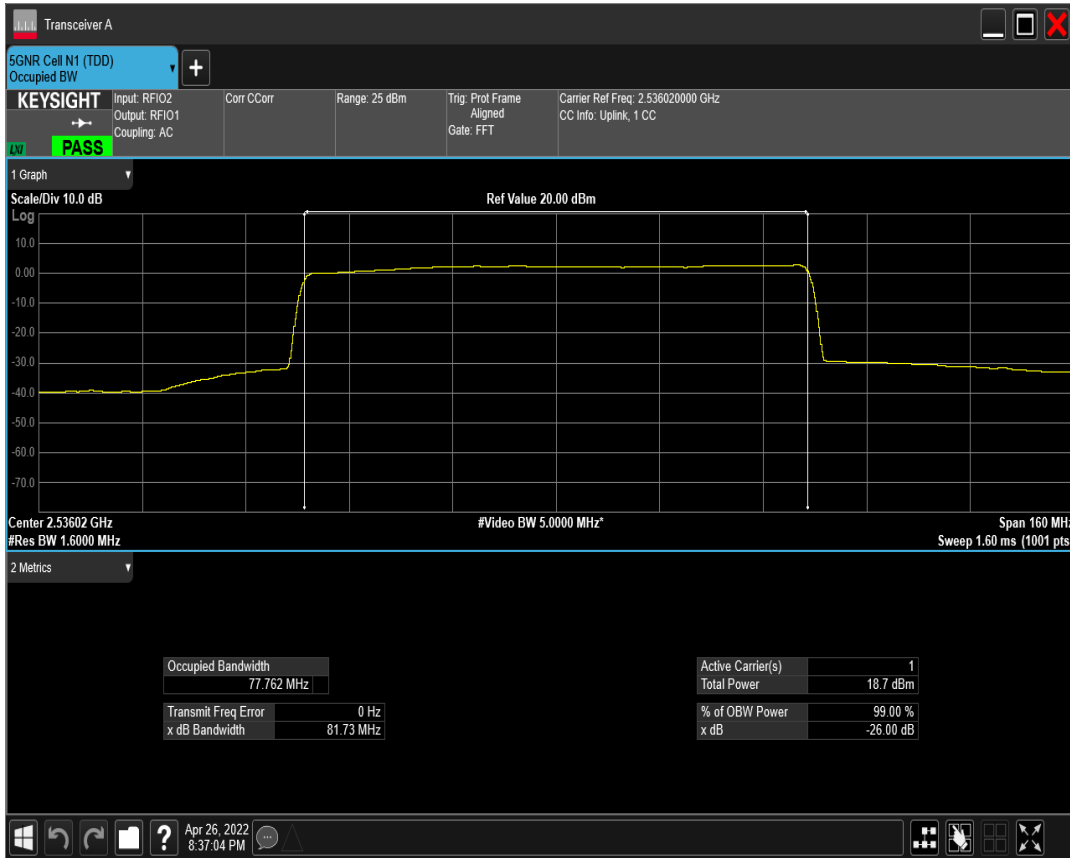 Transceiver A
5GNR Cell N1 (TDD)
Occupied BW
+
KEYSIGHT
LXI
PASS
Input: RFIO2
Output: RFIO1
Coupling: AC
Corr CCorr
Range: 25 dBm
Trig: Prot Frame
Aligned
Gate: FFT
Carrier Ref Freq: 2.536020000 GHz
CC Info: Uplink, 1 CC
1 Graph
Scale/Div 10.0 dB
Ref Value 20.00 dBm
Log
10.0
0.00
-10.0
-20.0
-30.0
-40.0
-50.0
-60.0
-70.0
Center 2.53602 GHz
#Video BW 5.0000 MHz*
Span 160 MHz
#Res BW 1.6000 MHz
Sweep 1.60 ms (1001 pts
2 Metrics
Occupied Bandwidth
77.762 MHz
Transmit Freq Error 0 Hz
x dB Bandwidth 81.73 MHz
Active Carrier(s) 1
Total Power 18.7 dBm
% of OBW Power 99.00 %
x dB -26.00 dB
?
Apr 26, 2022
8:37:04 PM